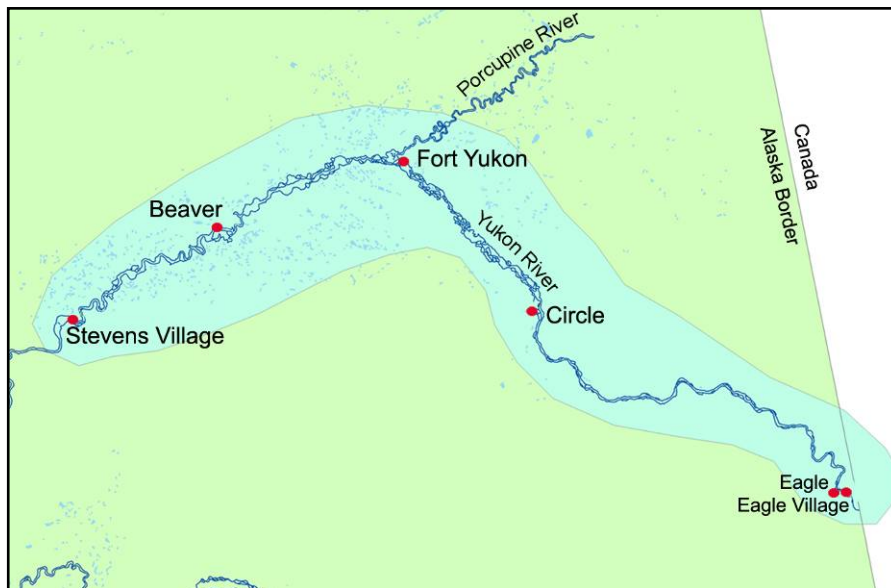 Porcupine River
Canada
Alaska Border
Fort Yukon
Beaver
Yukon River
Circle
Stevens Village
Eagle
Eagle Village